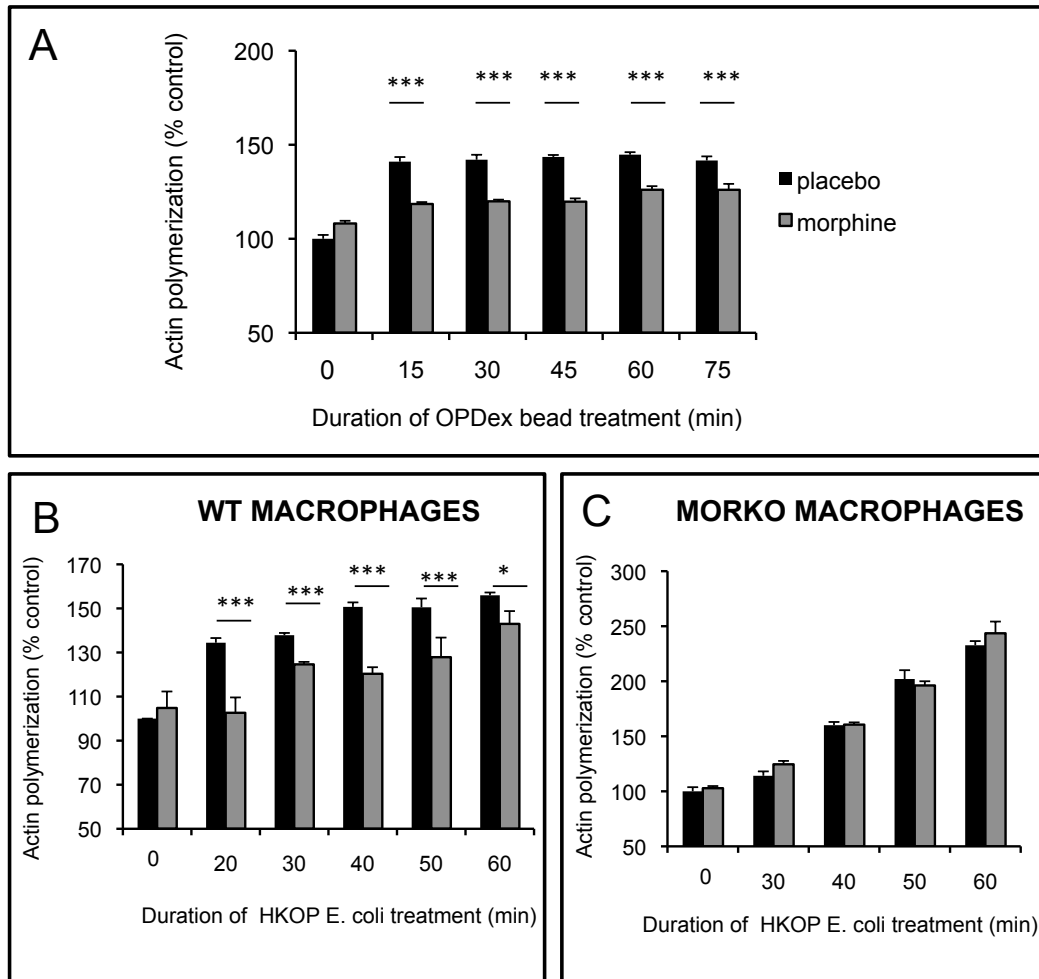 A
Actin polymerization (% control)
200
150
100
50
*** *** *** *** ***
0 15 30 45 60 75
Duration of OPDex bead treatment (min)
placebo
morphine
B
WT MACROPHAGES
Actin polymerization (% control)
170
150
130
110
90
70
50
*** *** *** *** *
0 20 30 40 50 60
Duration of HKOP E. coli treatment (min)
C
MORKO MACROPHAGES
Actin polymerization (% control)
300
250
200
150
100
50
0 30 40 50 60
Duration of HKOP E. coli treatment (min)